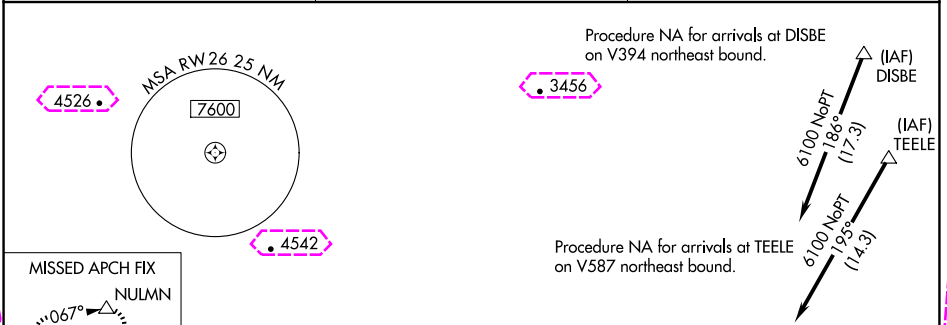 MSA RW26 25 NM
4526
7600
4542
3456
Procedure NA for arrivals at DISBE
on V394 northeast bound.
(IAF)
DISBE
6100 NoPT
186°
(17.3)
(IAF)
TEELE
6100 NoPT
195°
(14.3)
Procedure NA for arrivals at TEELE
on V587 northeast bound.
MISSED APCH FIX
NULMN
067°